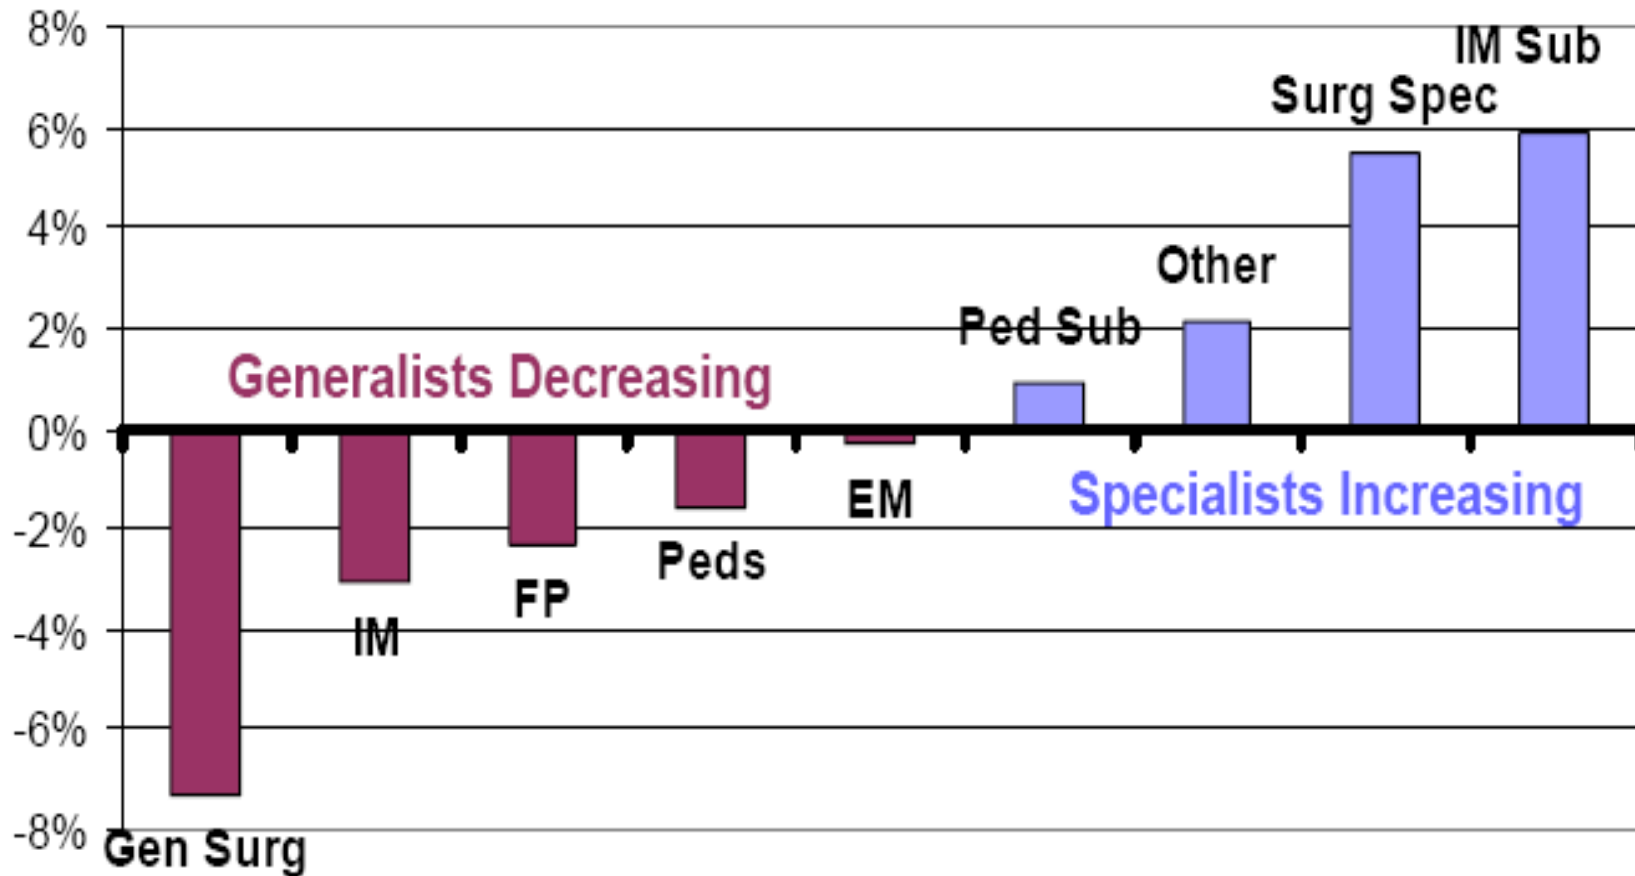 8%
6%
4%
2%
0%
-2%
-4%
-6%
-8%
Gen Surg
IM
FP
Peds
EM
Ped Sub
Other
Surg Spec
IM Sub
Generalists Decreasing
Specialists Increasing